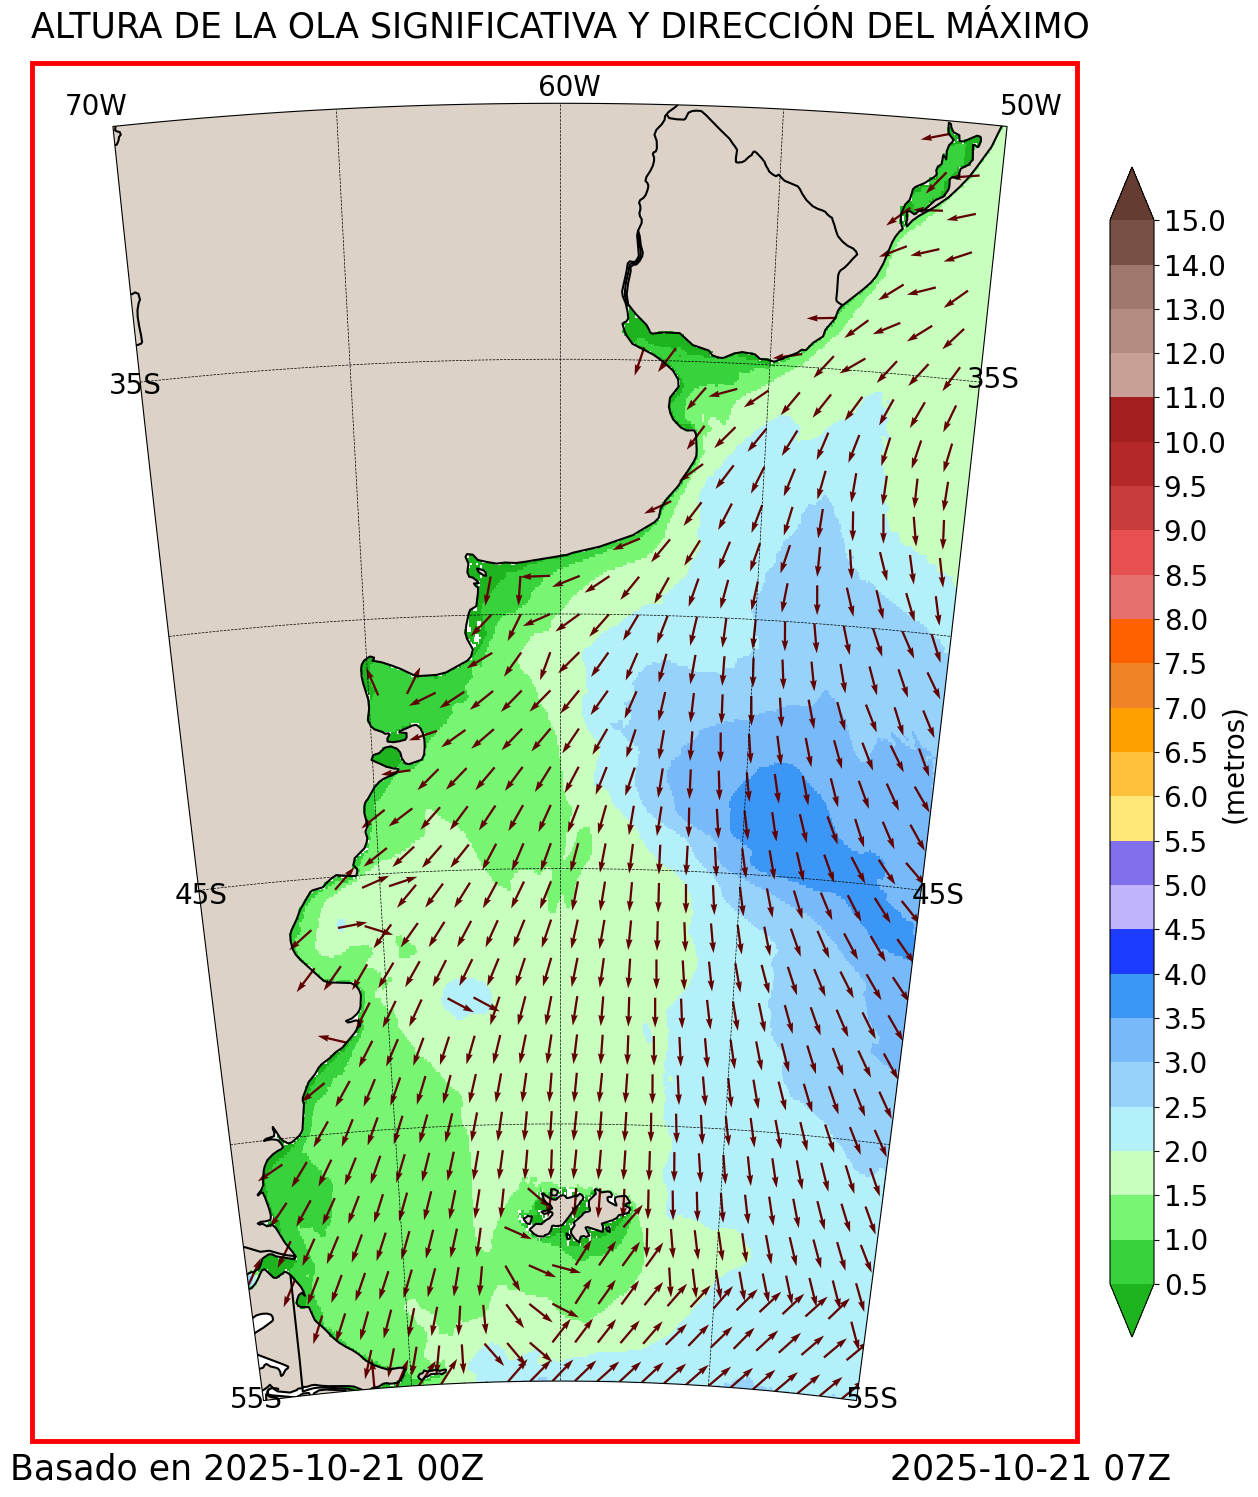 ALTURA DE LA OLA SIGNIFICATIVA Y DIRECCIÓN DEL MÁXIMO
70W
60W
50W
35S
35S
45S
45S
55S
55S
15.0
14.0
13.0
12.0
11.0
10.0
9.5
9.0
8.5
8.0
7.5
7.0
6.5
6.0
5.5
5.0
4.5
4.0
3.5
3.0
2.5
2.0
1.5
1.0
0.5
(metros)
Basado en 2025-10-21 00Z
2025-10-21 07Z